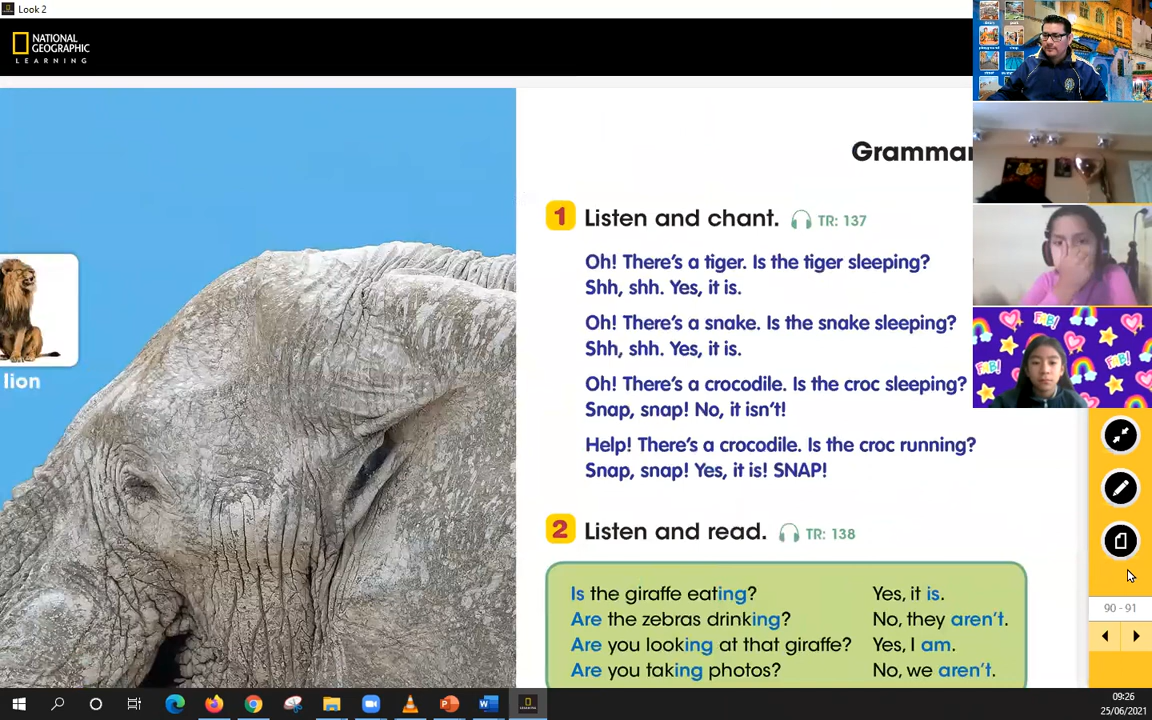 Look 2
NATIONAL
GEOGRAPHIC
LEARNING
lion
Grammar
1 Listen and chant. TR: 137
Oh! There's a tiger. Is the tiger sleeping?
Shh, shh. Yes, it is.
Oh! There's a snake. Is the snake sleeping?
Shh, shh. Yes, it is.
Oh! There's a crocodile. Is the croc sleeping?
Snap, snap! No, it isn't!
Help! There's a crocodile. Is the croc running?
Snap, snap! Yes, it is! SNAP!
2 Listen and read. TR: 138
Is the giraffe eating? Yes, it is.
Are the zebras drinking? No, they aren't.
Are you looking at that giraffe? Yes, I am.
Are you taking photos? No, we aren't.
FAB!
FAB!
FAB!
90 - 91
09:26
25/06/2021